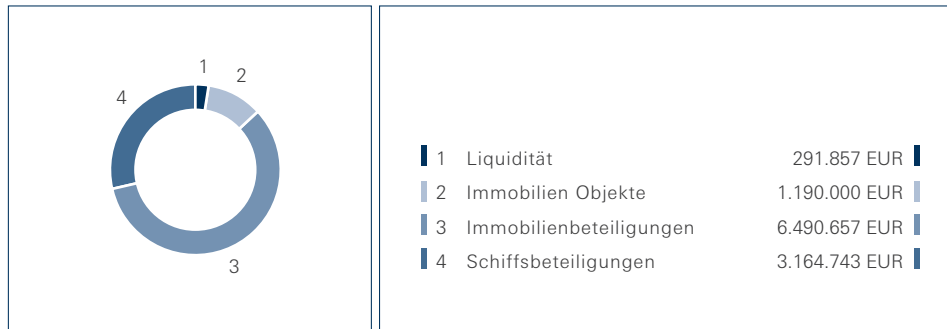 1
2
4
3
1 Liquidität 291.857 EUR
2 Immobilien Objekte 1.190.000 EUR
3 Immobilienbeteiligungen 6.490.657 EUR
4 Schiffsbeteiligungen 3.164.743 EUR